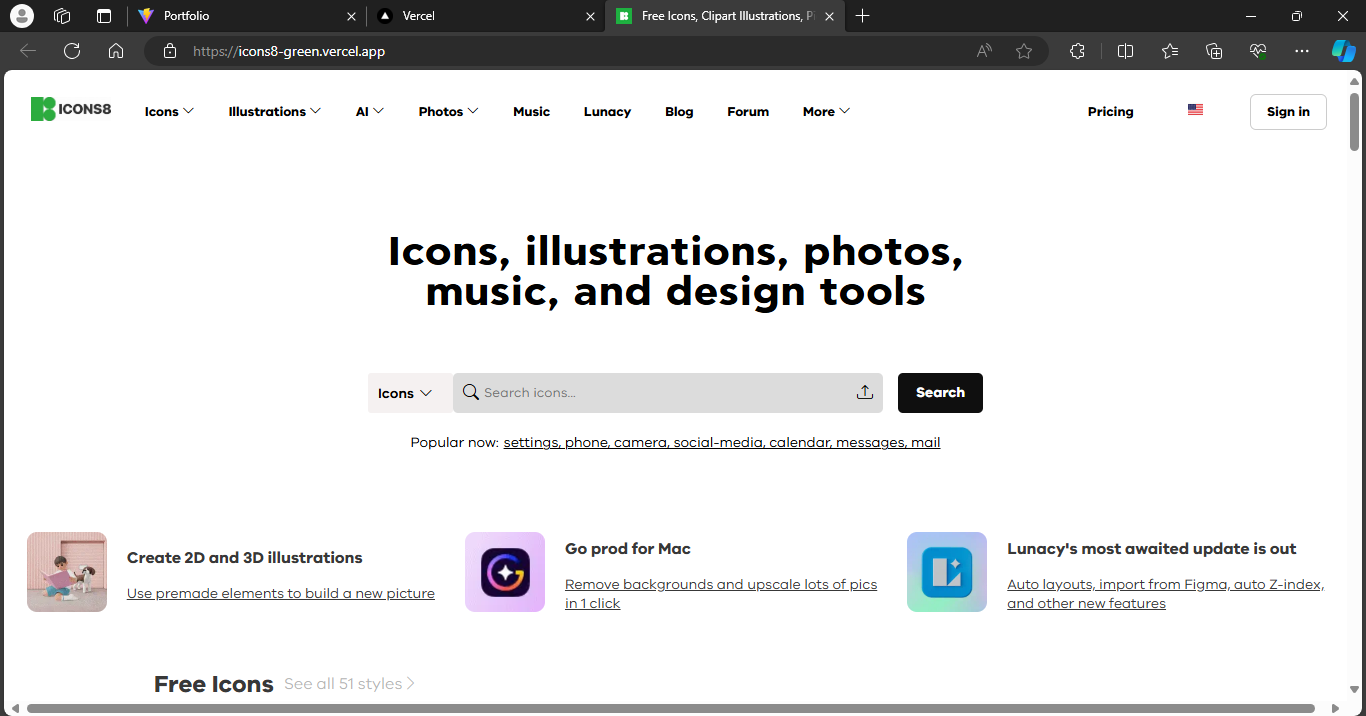 Portfolio
Vercel
Free Icons, Clipart Illustrations, P
https://icons8-green.vercel.app
ICONS8
Icons
Illustrations
AI
Photos
Music
Lunacy
Blog
Forum
More
Pricing
Sign in
Icons, illustrations, photos,
music, and design tools
Icons
Search icons...
Search
Popular now: settings, phone, camera, social-media, calendar, messages, mail
Create 2D and 3D illustrations
Use premade elements to build a new picture
Go prod for Mac
Remove backgrounds and upscale lots of pics
in 1 click
Lunacy's most awaited update is out
Auto layouts, import from Figma, auto Z-index,
and other new features
Free Icons See all 51 styles